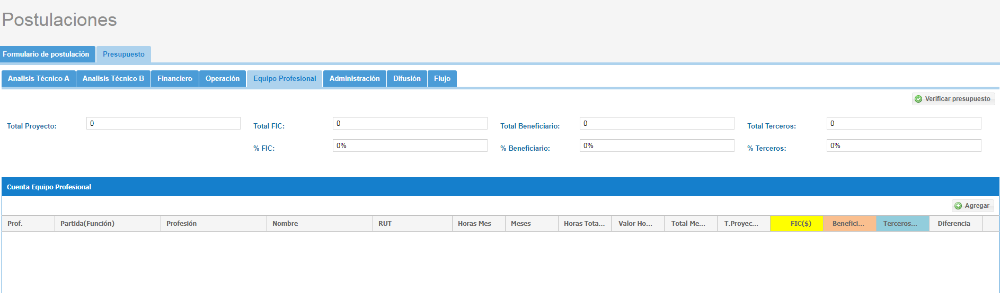 Postulaciones
Formulario de postulación Presupuesto
Analisis Técnico A Analisis Técnico B Financiero Operación Equipo Profesional Administración Difusión Flujo
Verificar presupuesto
Total Proyecto: 0 Total FIC: 0 Total Beneficiario: 0 Total Terceros: 0
% FIC: 0% % Beneficiario: 0% % Terceros: 0%
Cuenta Equipo Profesional
Agregar
Prof. Partida(Función) Profesión Nombre RUT Horas Mes Meses Horas Tota... Valor Ho... Total Me... T.Proyec... FIC($) Benefici... Terceros... Diferencia